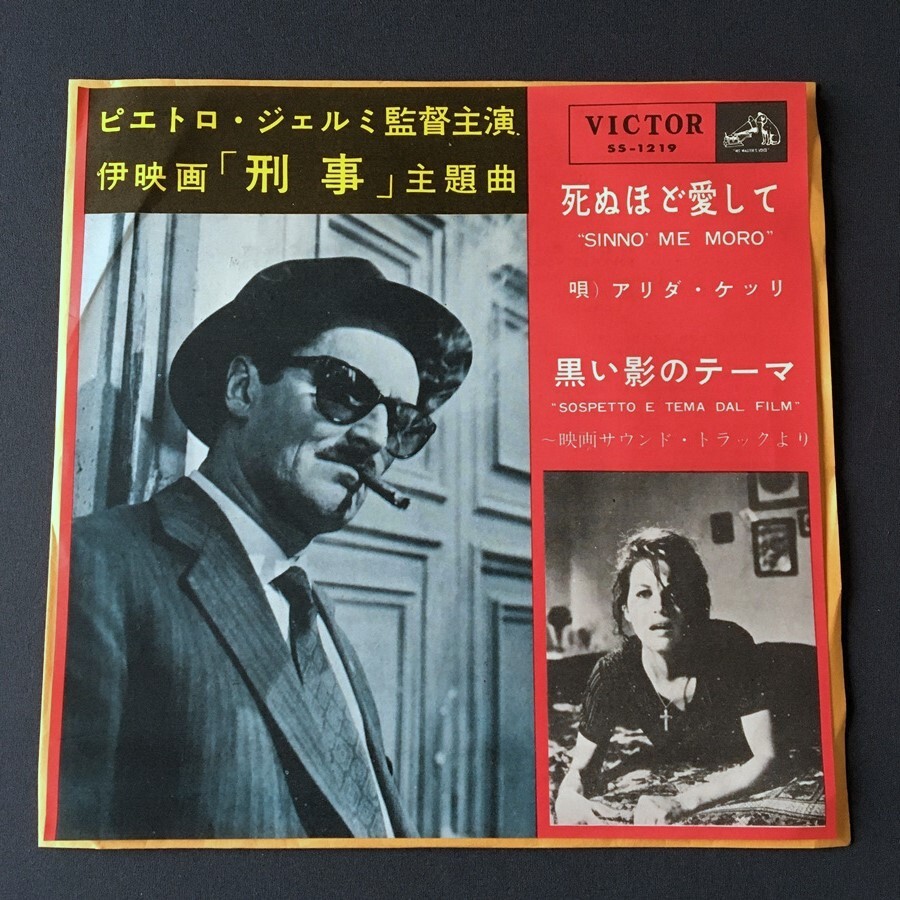 ピエトロ・ジェルミ監督主演
伊映画「刑事」主題曲
VICTOR
SS-1219
"HIS MASTER'S VOICE"
死ぬほど愛して
"SINNO' ME MORO"
唄）アリダ・ケッリ
黒い影のテーマ
"SOSPETTO E TEMA DAL FILM"
〜映画サウンド・トラックより